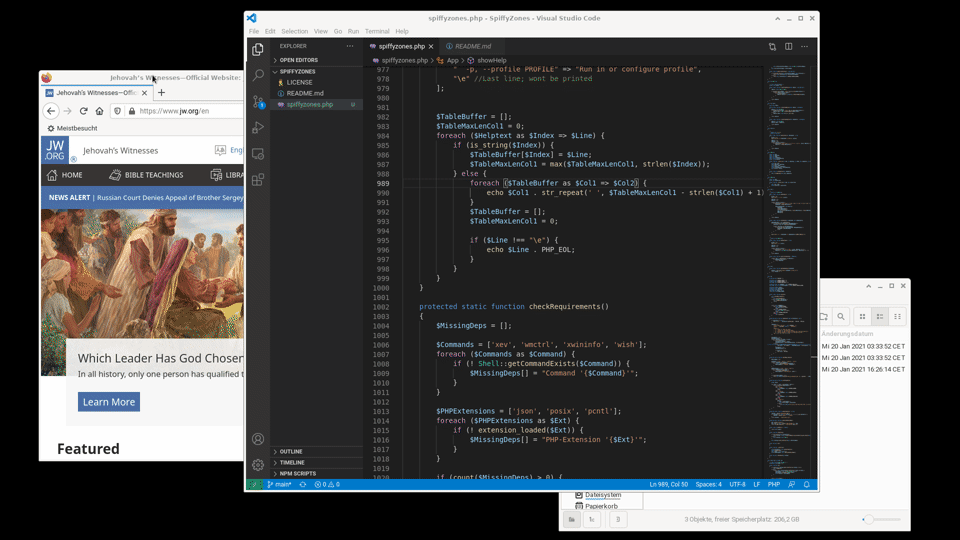 spiffyzones.php - SpiffyZones - Visual Studio Code
File Edit Selection View Go Run Terminal Help
EXPLORER
OPEN EDITORS
SPIFFYZONES
LICENSE
README.md
spiffyzones.php U
OUTLINE
TIMELINE
NPM SCRIPTS
spiffyzones.php README.md
spiffyzones.php App showHelp
977 " -p, --profile PROFILE" => "Run in or configure profile",
978 "\e" //Last line; wont be printed
979 ];
980
981
982 $TableBuffer = [];
983 $TableMaxLenCol1 = 0;
984 foreach ($Helptext as $Index => $Line) {
985 if (is_string($Index)) {
986 $TableBuffer[$Index] = $Line;
987 $TableMaxLenCol1 = max($TableMaxLenCol1, strlen($Index));
988 } else {
989 foreach ($TableBuffer as $Col1 => $Col2) {
990 echo $Col1 . str_repeat(' ', $TableMaxLenCol1 - strlen($Col1) + 1)
991 }
992 $TableBuffer = [];
993 $TableMaxLenCol1 = 0;
994
995 if ($Line !== "\e") {
996 echo $Line . PHP_EOL;
997 }
998 }
999 }
1000 }
1001
1002 protected static function checkRequirements()
1003 {
1004 $MissingDeps = [];
1005
1006 $Commands = ['xev', 'wmctrl', 'xwininfo', 'wish'];
1007 foreach ($Commands as $Command) {
1008 if (! Shell::getCommandExists($Command)) {
1009 $MissingDeps[] = "Command '{$Command}'";
1010 }
1011 }
1012
1013 $PHPExtensions = ['json', 'posix', 'pcntl'];
1014 foreach ($PHPExtensions as $Ext) {
1015 if (! extension_loaded($Ext)) {
1016 $MissingDeps[] = "PHP-Extension '{$Ext}'";
1017 }
1018 }
1019
if (count($MissingDeps) > 0) {
main* 0 0 Ln 989, Col 50 Spaces: 4 UTF-8 LF PHP
Jehovah's Witnesses—Official Website:
Jehovah's Witnesses—Offic
https://www.jw.org/en
Meistbesucht
JW
.ORG
Jehovah's Witnesses
Eng
HOME BIBLE TEACHINGS LIBRA
NEWS ALERT | Russian Court Denies Appeal of Brother Sergey
Which Leader Has God Chosen
In all history, only one person has qualified t
Learn More
Featured
Änderungsdatum
Mi 20 Jan 2021 03:33:52 CET
Mi 20 Jan 2021 03:33:52 CET
Mi 20 Jan 2021 16:26:14 CET
Dateisystem
Papierkorb
3 Objekte, freier Speicherplatz: 206,2 GB